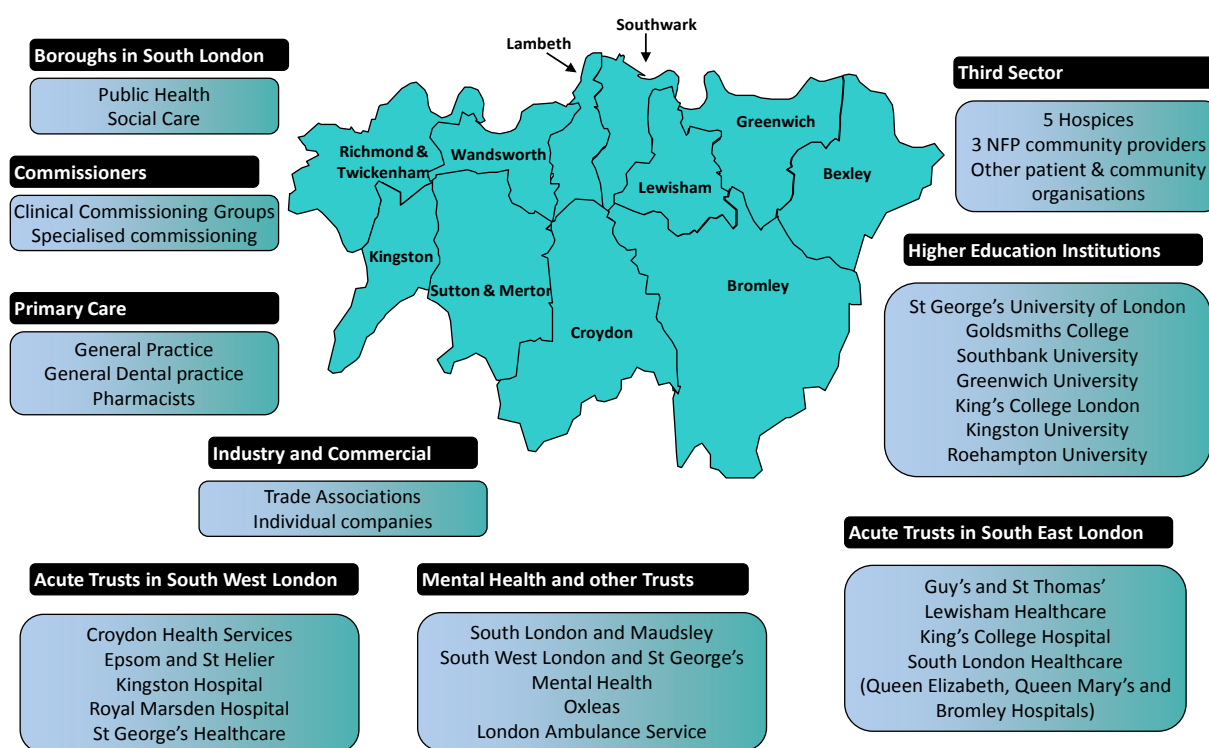 Southwark
Lambeth
Boroughs in South London
Public Health
Social Care
Commissioners
Clinical Commissioning Groups
Specialised commissioning
Primary Care
General Practice
General Dental practice
Pharmacists
Richmond &
Twickenham
Wandsworth
Kingston
Sutton & Merton
Croydon
Lewisham
Greenwich
Bexley
Bromley
Third Sector
5 Hospices
3 NFP community providers
Other patient & community
organisations
Higher Education Institutions
St George's University of London
Goldsmiths College
Southbank University
Greenwich University
King's College London
Kingston University
Roehampton University
Industry and Commercial
Trade Associations
Individual companies
Acute Trusts in South West London
Croydon Health Services
Epsom and St Helier
Kingston Hospital
Royal Marsden Hospital
St George's Healthcare
Mental Health and other Trusts
South London and Maudsley
South West London and St George's
Mental Health
Oxleas
London Ambulance Service
Acute Trusts in South East London
Guy's and St Thomas'
Lewisham Healthcare
King's College Hospital
South London Healthcare
(Queen Elizabeth, Queen Mary's and
Bromley Hospitals)